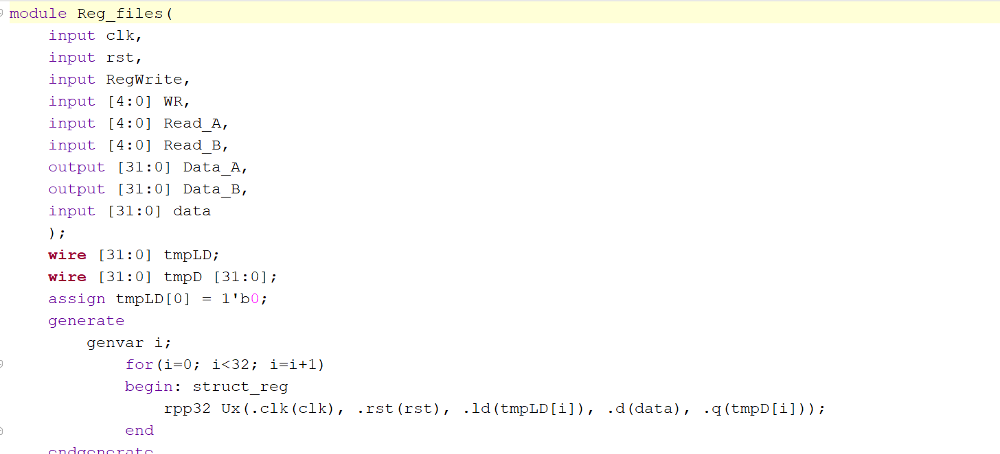 module Reg_files(
input clk,
input rst,
input RegWrite,
input [4:0] WR,
input [4:0] Read_A,
input [4:0] Read_B,
output [31:0] Data_A,
output [31:0] Data_B,
input [31:0] data
);
wire [31:0] tmpLD;
wire [31:0] tmpD [31:0];
assign tmpLD[0] = 1'b0;
generate
genvar i;
for(i=0; i<32; i=i+1)
begin: struct_reg
rpp32 Ux(.clk(clk), .rst(rst), .ld(tmpLD[i]), .d(data), .q(tmpD[i]));
end
endgenerate